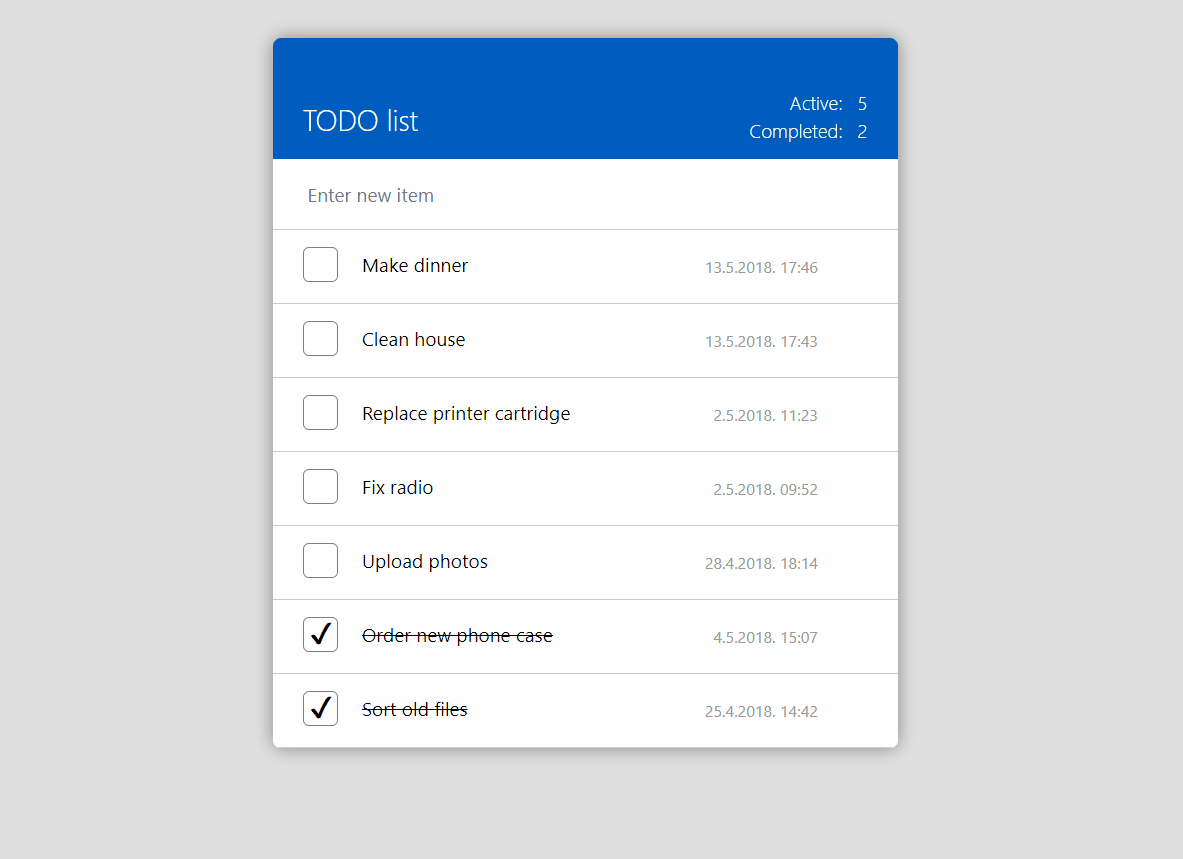 TODO list
Active: 5
Completed: 2
Enter new item
Make dinner 13.5.2018. 17:46
Clean house 13.5.2018. 17:43
Replace printer cartridge 2.5.2018. 11:23
Fix radio 2.5.2018. 09:52
Upload photos 28.4.2018. 18:14
Order new phone case 4.5.2018. 15:07
Sort old files 25.4.2018. 14:42